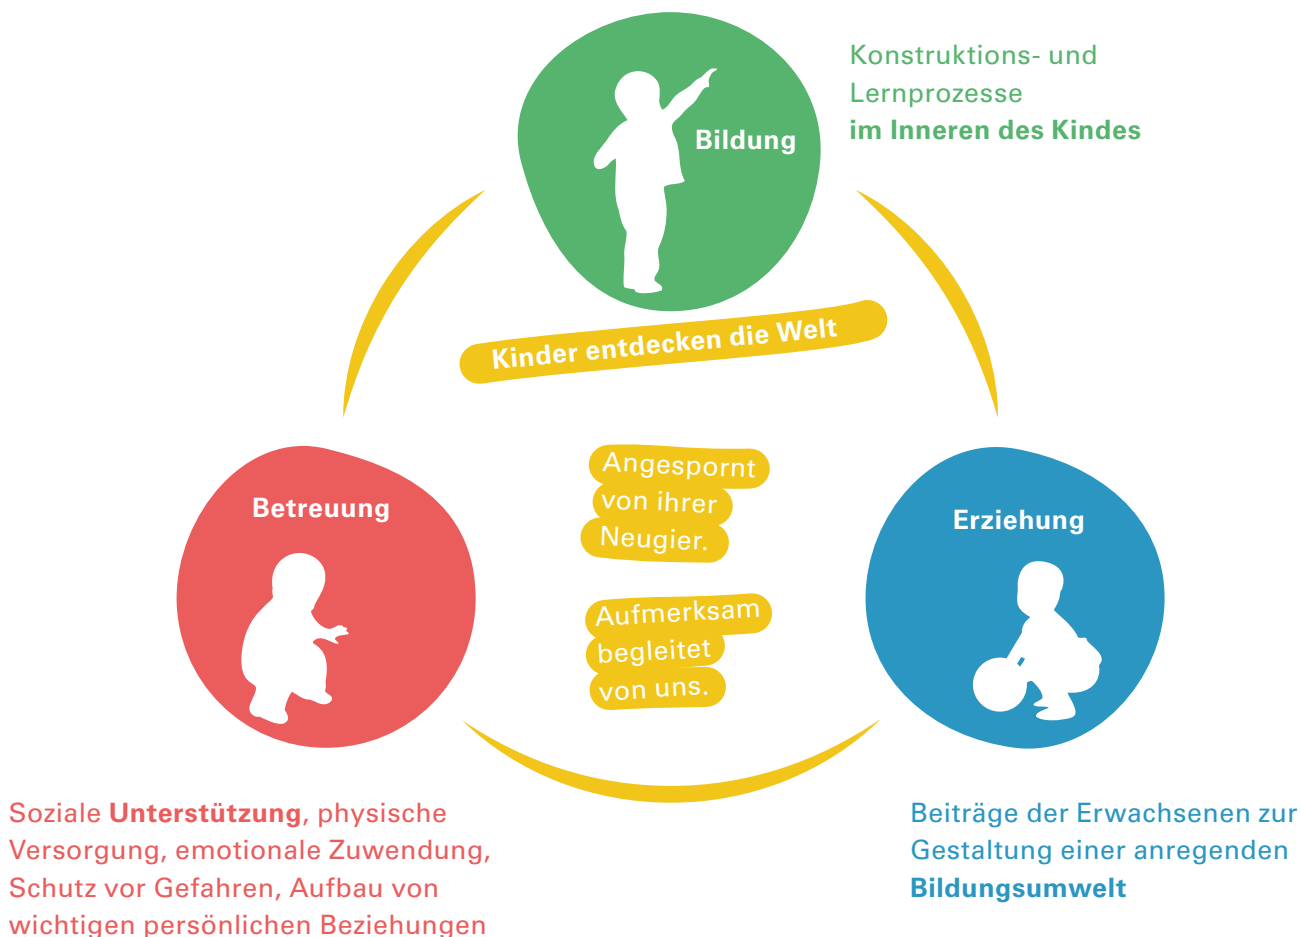 Konstruktions- und
Lernprozesse
im Inneren des Kindes
Bildung
Kinder entdecken die Welt
Angespornt
von ihrer
Neugier.
Aufmerksam
begleitet
von uns.
Betreuung
Erziehung
Soziale Unterstützung, physische
Versorgung, emotionale Zuwendung,
Schutz vor Gefahren, Aufbau von
wichtigen persönlichen Beziehungen
Beiträge der Erwachsenen zur
Gestaltung einer anregenden
Bildungsumwelt